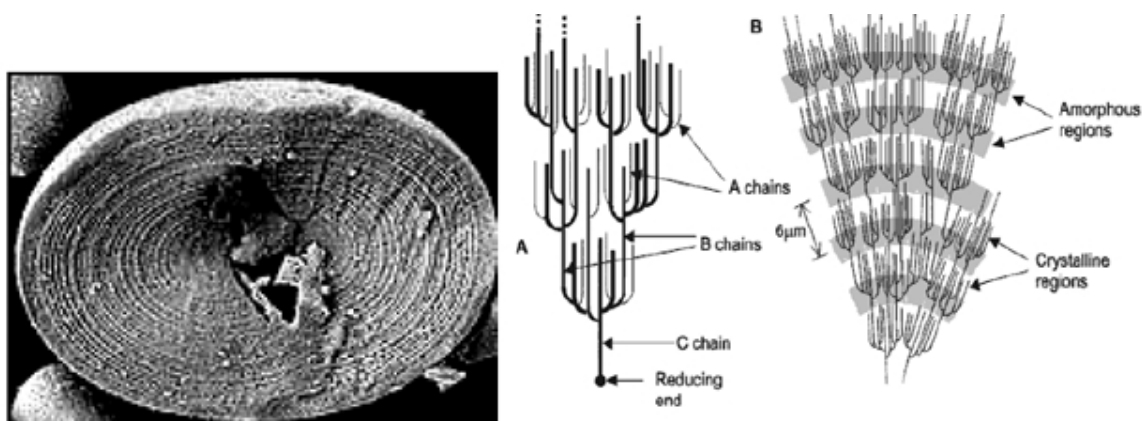 A
A chains
B chains
C chain
Reducing
end
B
Amorphous
regions
6μm
Crystalline
regions